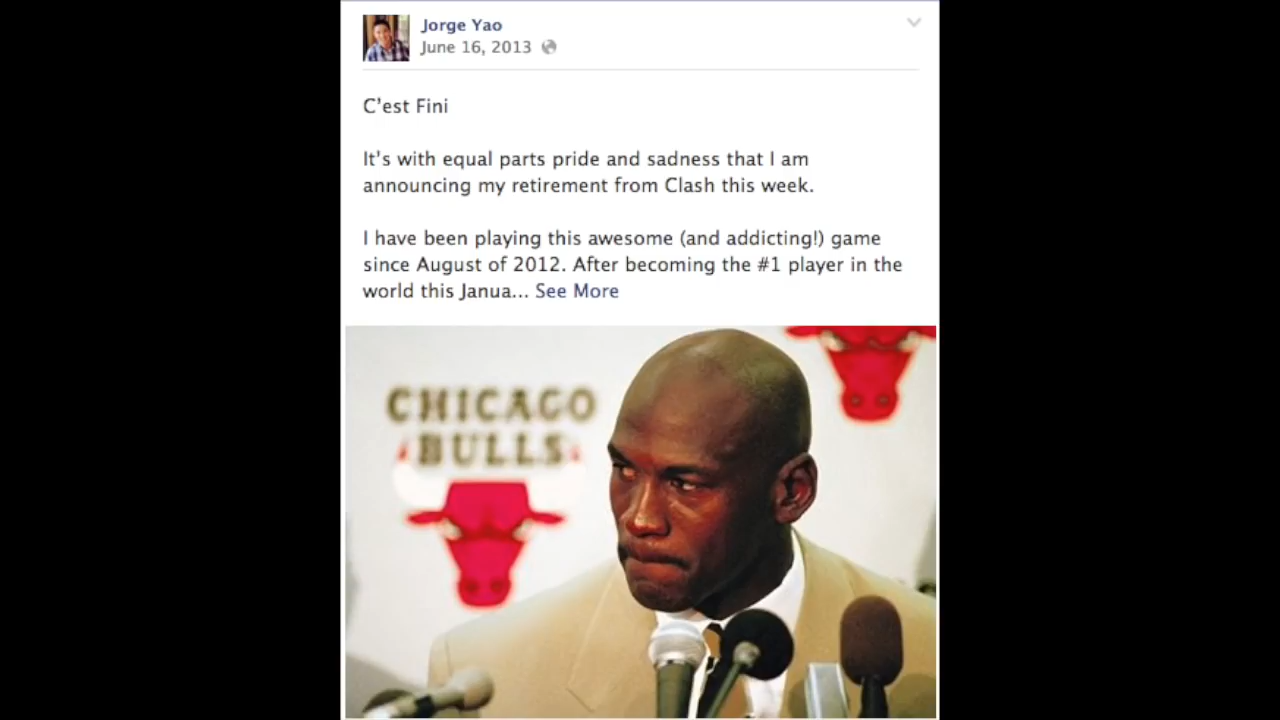 Jorge Yao
June 16, 2013
C'est Fini
It's with equal parts pride and sadness that I am
announcing my retirement from Clash this week.
I have been playing this awesome (and addicting!) game
since August of 2012. After becoming the #1 player in the
world this Janua... See More
CHICAGO
BULLS